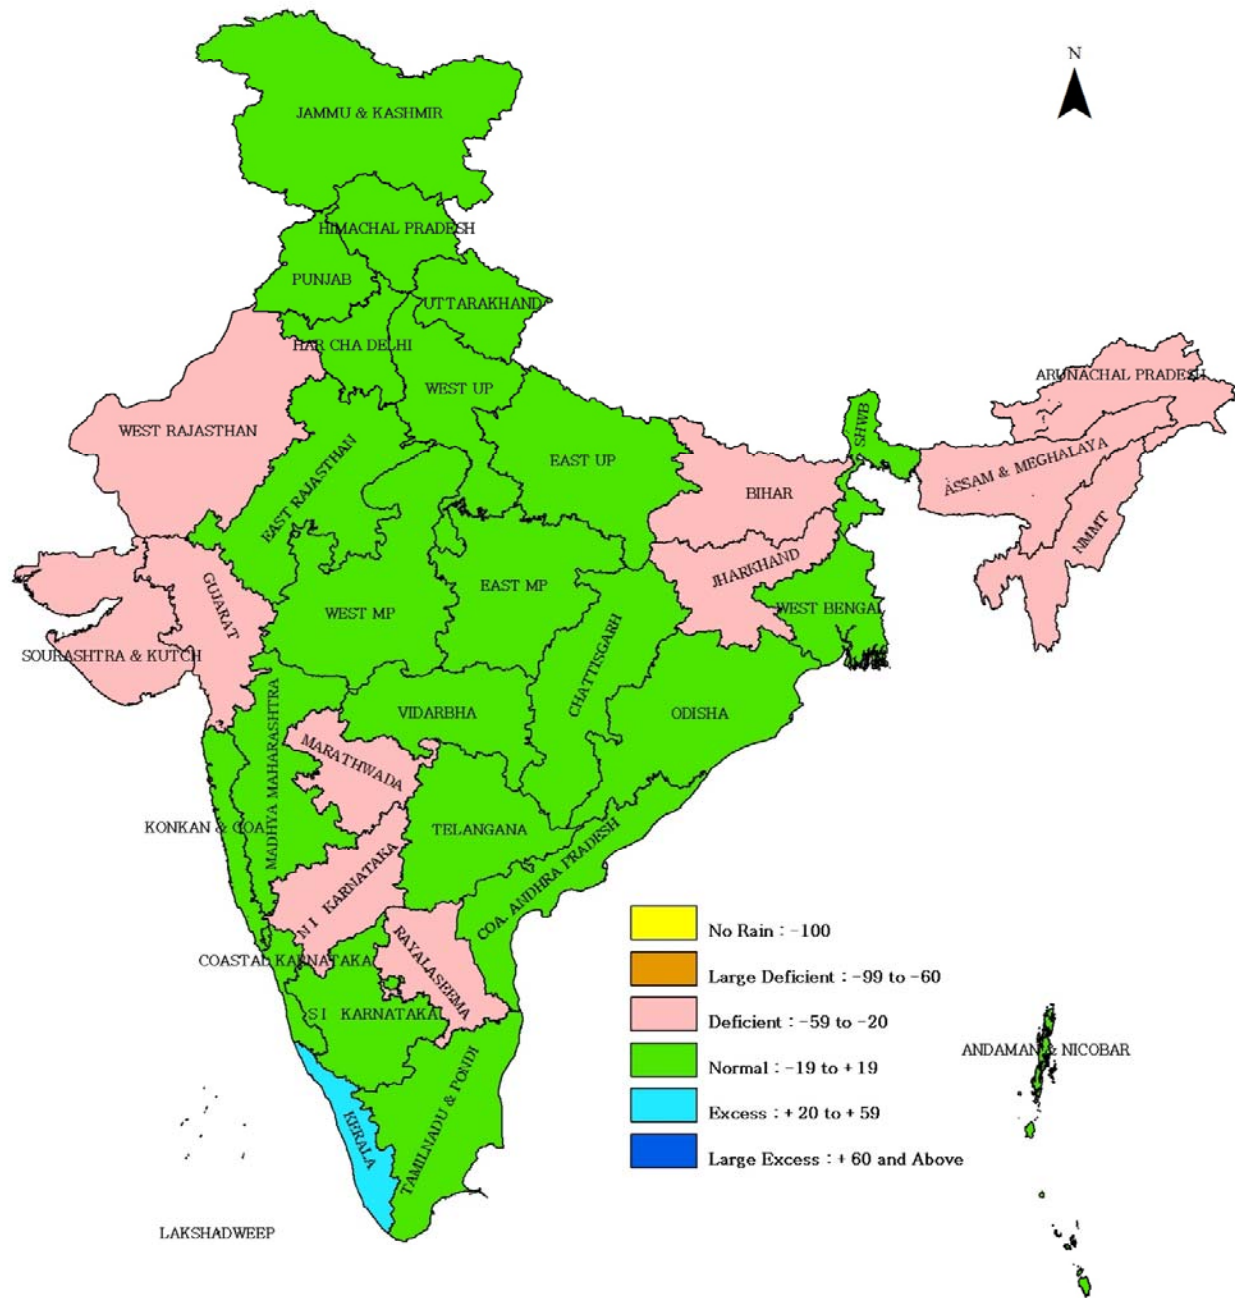 N
JAMMU & KASHMIR
HIMACHAL PRADESH
PUNJAB
UTTARAKHAND
HAR CHA DELHI
WEST UP
ARUNACHAL PRADESH
WEST RAJASTHAN
SHWB
EAST RAJASTHAN
EAST UP
ASSAM & MEGHALAYA
BIHAR
NMMT
JHARKHAND
GUJARAT
EAST MP
WEST MP
WEST BENGAL
CHATTISGARH
SOURASHTRA & KUTCH
MADHYA MAHARASHTRA
VIDARBHA
ODISHA
MARATHWADA
KONKAN & GOA
TELANGANA
COA. ANDHRA PRADESH
N I KARNATAKA
RAYALASEEMA
COASTAL KARNATAKA
S I KARNATAKA
No Rain : -100
Large Deficient : -99 to -60
Deficient : -59 to -20
Normal : -19 to +19
Excess : +20 to +59
Large Excess : +60 and Above
ANDAMAN & NICOBAR
KERALA
TAMILNADU & PONDI
LAKSHADWEEP